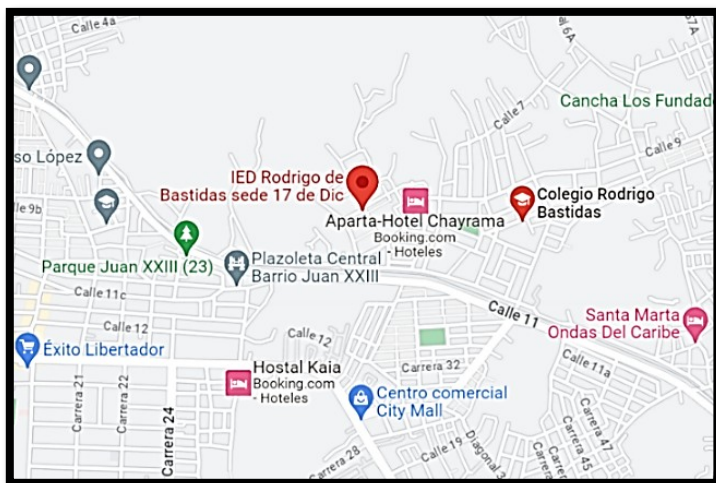 Calle 4a
6A
Calle 7
Cancha Los Fundad
Calle 9
so López
IED Rodrigo de
Bastidas sede 17 de Dic
Colegio Rodrigo
Bastidas
Aparta-Hotel Chayrama
Booking.com
- Hoteles
lle 9b
Parque Juan XXIII (23)
Plazoleta Central
Barrio Juan XXIII
Calle 11c
Calle 11
Calle 12
Calle 12
Santa Marta
Ondas Del Caribe
Éxito Libertador
Hostal Kaia
Booking.com
- Hoteles
Carrera 32
Calle 11a
Carrera 21
Carrera 22
Carrera 24
Centro comercial
City Mall
Calle 19
Carrera 28
Diagonal 3
Carrera 45
Carrera 47